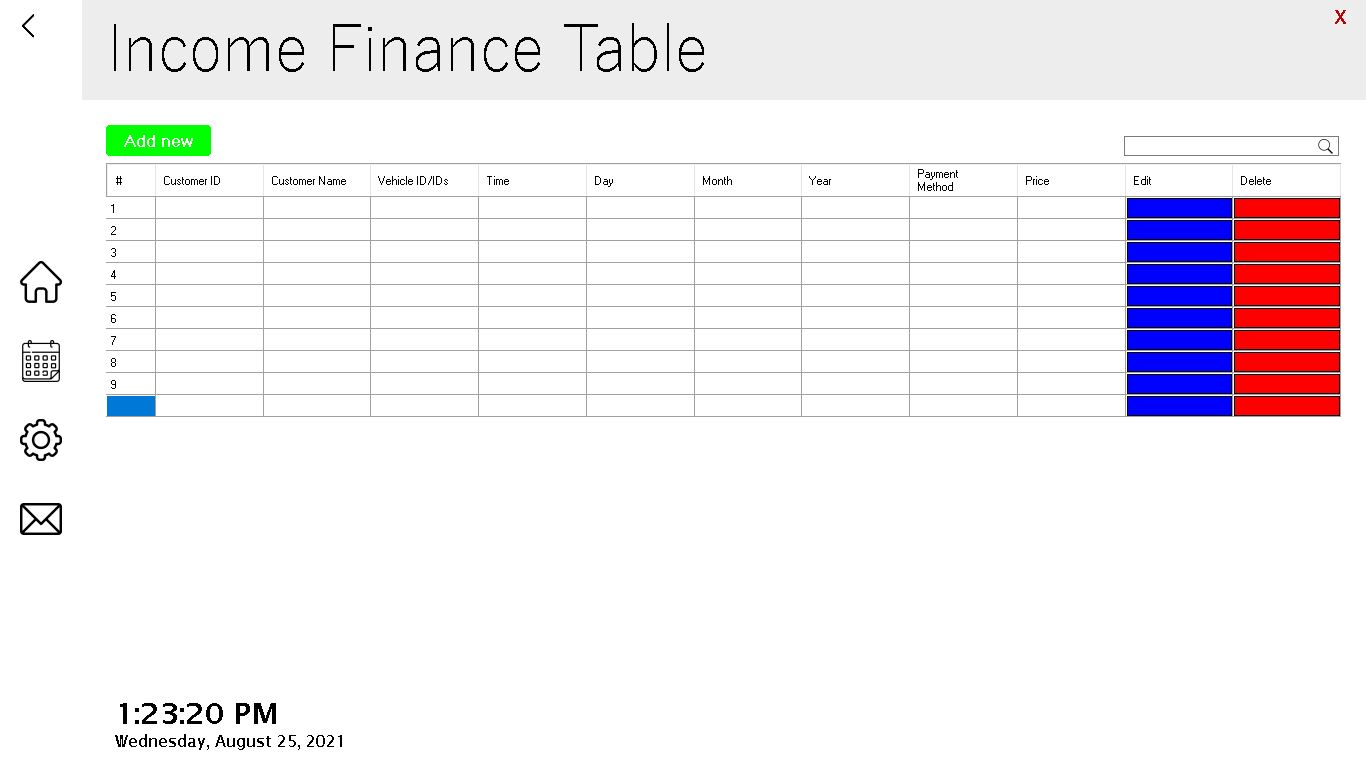 X
Income Finance Table
Add new
# Customer ID Customer Name Vehicle ID/IDs Time Day Month Year Payment Method Price Edit Delete
1
2
3
4
5
6
7
8
9
1:23:20 PM
Wednesday, August 25, 2021